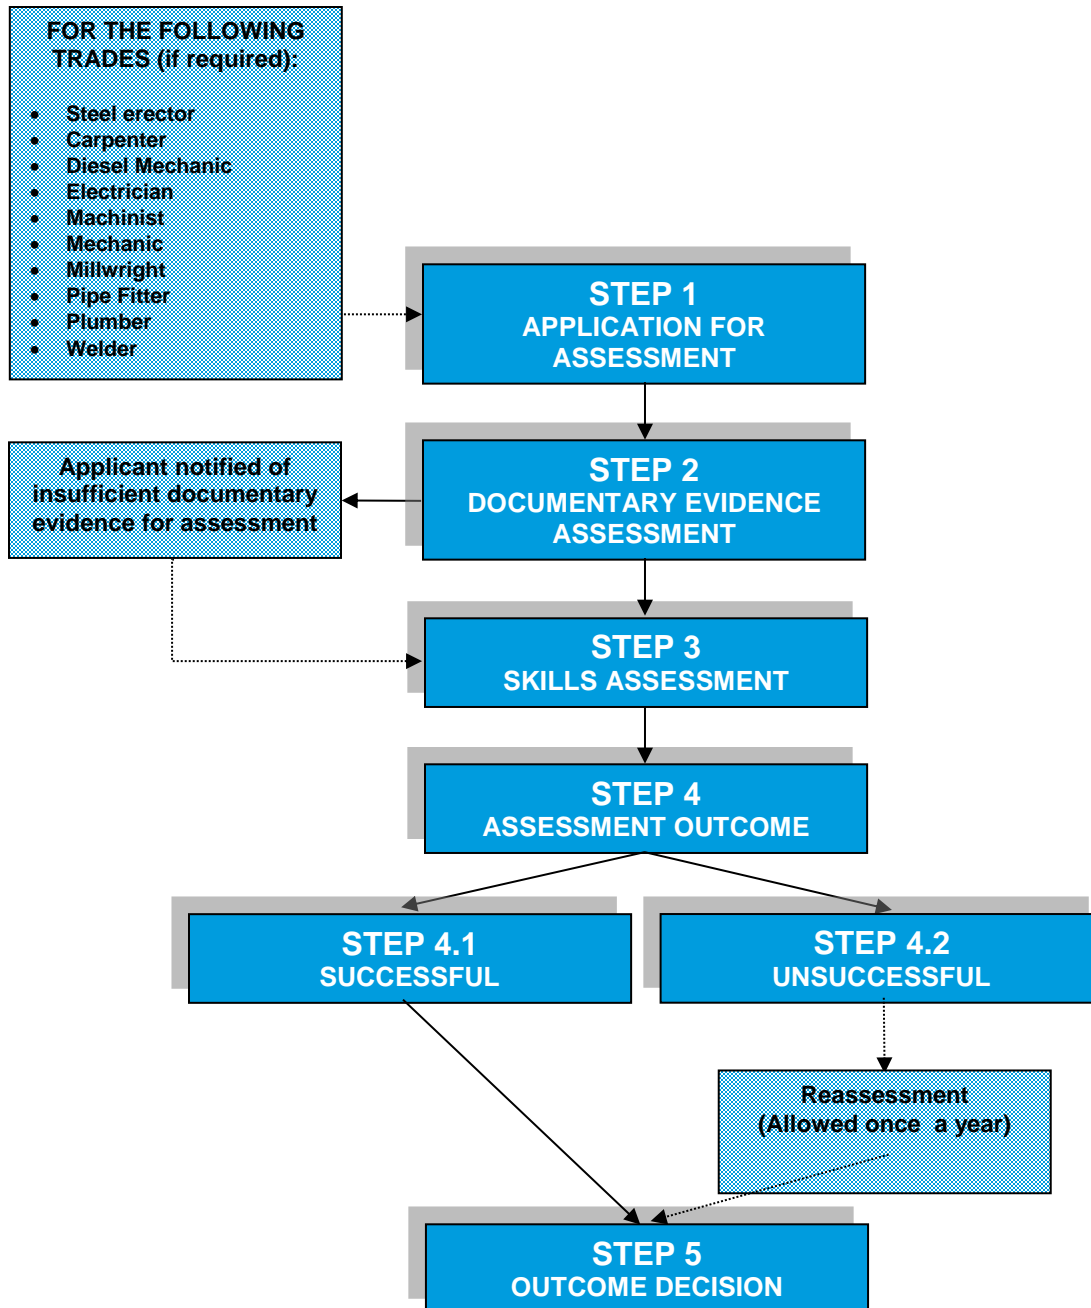 FOR THE FOLLOWING
TRADES (if required):
• Steel erector
• Carpenter
• Diesel Mechanic
• Electrician
• Machinist
• Mechanic
• Millwright
• Pipe Fitter
• Plumber
• Welder
STEP 1
APPLICATION FOR
ASSESSMENT
STEP 2
DOCUMENTARY EVIDENCE
ASSESSMENT
Applicant notified of
insufficient documentary
evidence for assessment
STEP 3
SKILLS ASSESSMENT
STEP 4
ASSESSMENT OUTCOME
STEP 4.1
SUCCESSFUL
STEP 4.2
UNSUCCESSFUL
Reassessment
(Allowed once a year)
STEP 5
OUTCOME DECISION